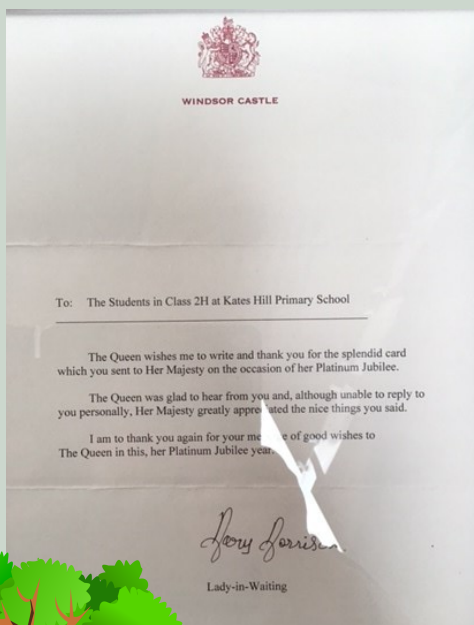 WINDSOR CASTLE
To: The Students in Class 2H at Kates Hill Primary School
The Queen wishes me to write and thank you for the splendid card
which you sent to Her Majesty on the occasion of her Platinum Jubilee.
The Queen was glad to hear from you and, although unable to reply to
you personally, Her Majesty greatly appre ated the nice things you said.
I am to thank you again for your me e of good wishes to
The Queen in this, her Platinum Jubilee year.
Lady-in-Waiting